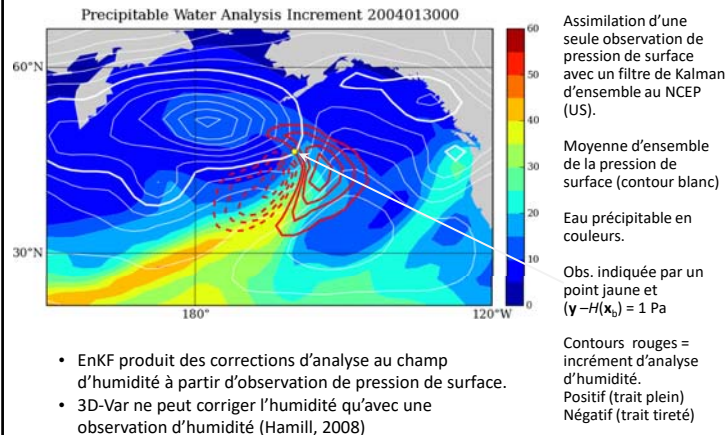 Precipitable Water Analysis Increment 2004013000
60°N
30°N
180°
120°W
60
50
40
30
20
10
0
Assimilation d’une
seule observation de
pression de surface
avec un filtre de Kalman
d’ensemble au NCEP
(US).
Moyenne d’ensemble
de la pression de
surface (contour blanc)
Eau précipitable en
couleurs.
Obs. indiquée par un
point jaune et
(y –H(xb) = 1 Pa
Contours rouges =
incrément d’analyse
d’humidité.
Positif (trait plein)
Négatif (trait tireté)
• EnKF produit des corrections d’analyse au champ
d’humidité à partir d’observation de pression de surface.
• 3D-Var ne peut corriger l’humidité qu’avec une
observation d’humidité (Hamill, 2008)